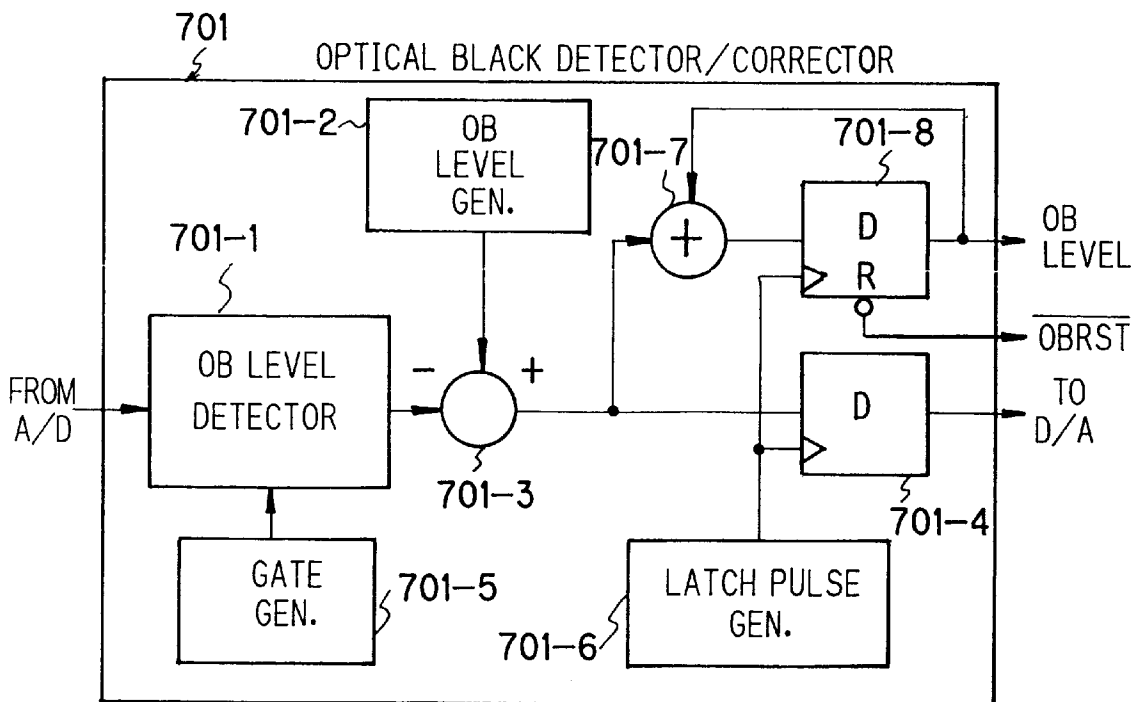 701
OPTICAL BLACK DETECTOR/CORRECTOR
701-2
OB
LEVEL
GEN.
701-7
701-8
701-1
+
D
R
OB
LEVEL
OBRST
FROM
A/D
OB LEVEL
DETECTOR
-
+
701-3
D
TO
D/A
701-4
GATE
GEN.
701-5
701-6
LATCH PULSE
GEN.